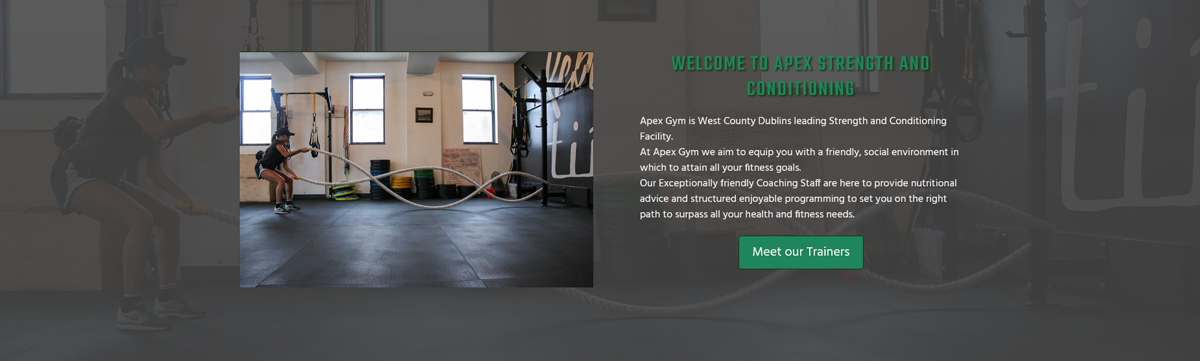 WELCOME TO APEX STRENGTH AND
CONDITIONING
Apex Gym is West County Dublins leading Strength and Conditioning
Facility.
At Apex Gym we aim to equip you with a friendly, social environment in
which to attain all your fitness goals.
Our Exceptionally friendly Coaching Staff are here to provide nutritional
advice and structured enjoyable programming to set you on the right
path to surpass all your health and fitness needs.
Meet our Trainers